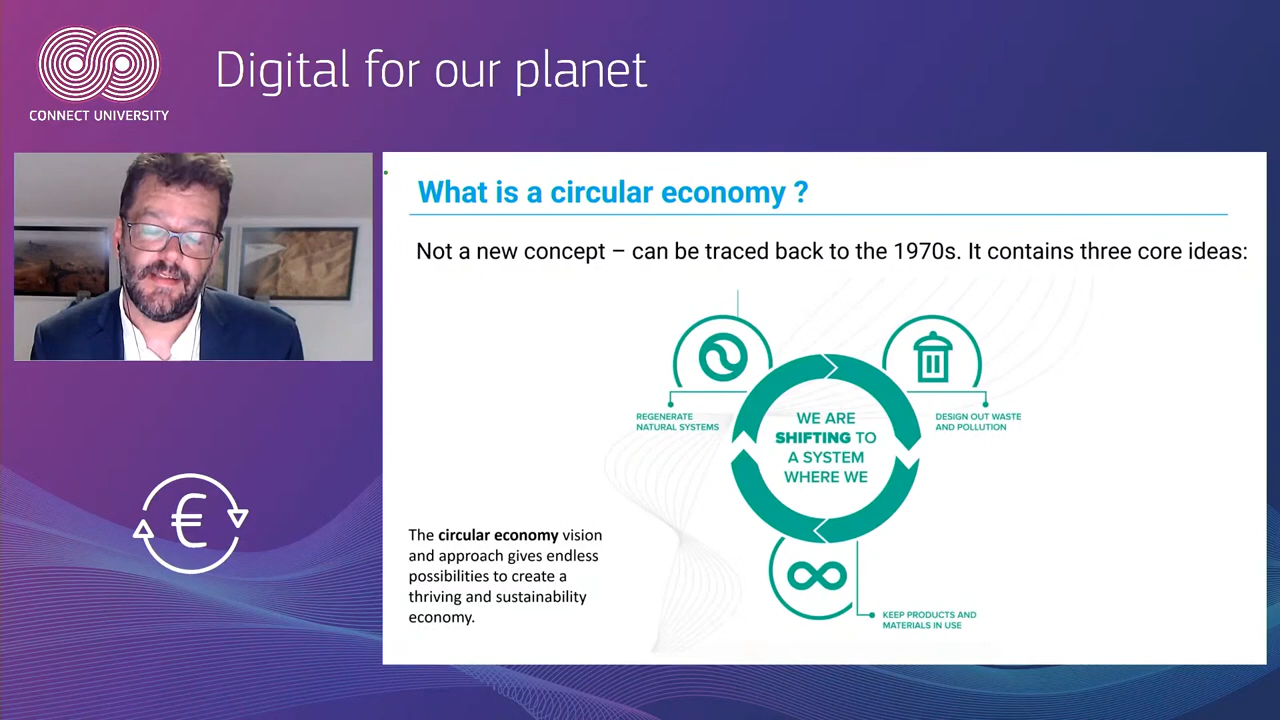 Digital for our planet
CONNECT UNIVERSITY
What is a circular economy ?
Not a new concept – can be traced back to the 1970s. It contains three core ideas:
REGENERATE
NATURAL SYSTEMS
DESIGN OUT WASTE
AND POLLUTION
WE ARE
SHIFTING TO
A SYSTEM
WHERE WE
The circular economy vision
and approach gives endless
possibilities to create a
thriving and sustainability
economy.
KEEP PRODUCTS AND
MATERIALS IN USE
€